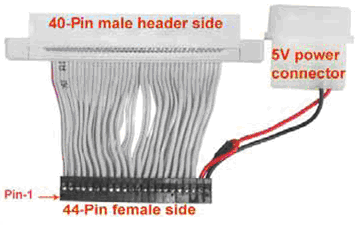 40-Pin male header side
5V power
connector
Pin-1
44-Pin female side